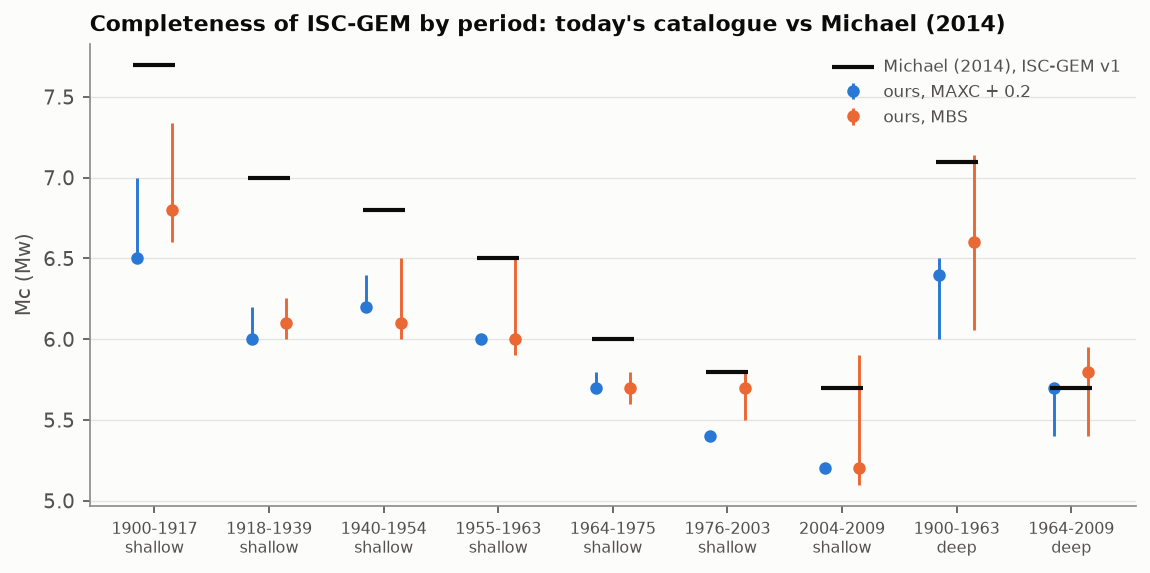 Completeness of ISC-GEM by period: today's catalogue vs Michael (2014)
Michael (2014), ISC-GEM v1
ours, MAXC + 0.2
ours, MBS
Mc (Mw)
7.5
7.0
6.5
6.0
5.5
5.0
1900-1917
shallow
1918-1939
shallow
1940-1954
shallow
1955-1963
shallow
1964-1975
shallow
1976-2003
shallow
2004-2009
shallow
1900-1963
deep
1964-2009
deep